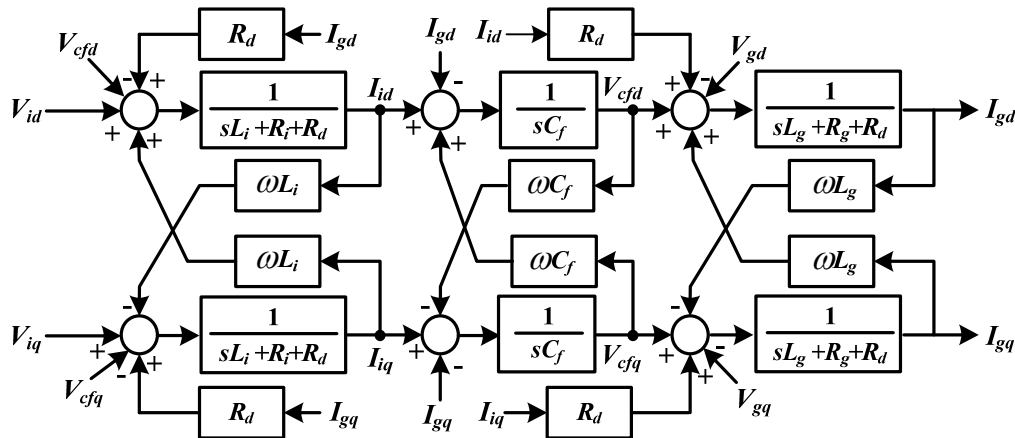 R_d I_gd I_gd I_id R_d
V_cfd V_gd
V_id 1/(sL_i+R_i+R_d) I_id 1/(sC_f) V_cfd 1/(sL_g+R_g+R_d) I_gd
- + + + - + + + - + +
ωL_i ωC_f ωL_g
ωL_i ωC_f ωL_g
- + - - + - - - +
V_iq 1/(sL_i+R_i+R_d) I_iq 1/(sC_f) V_cfq 1/(sL_g+R_g+R_d) I_gq
V_cfq V_gq
R_d I_gq I_gq I_iq R_d